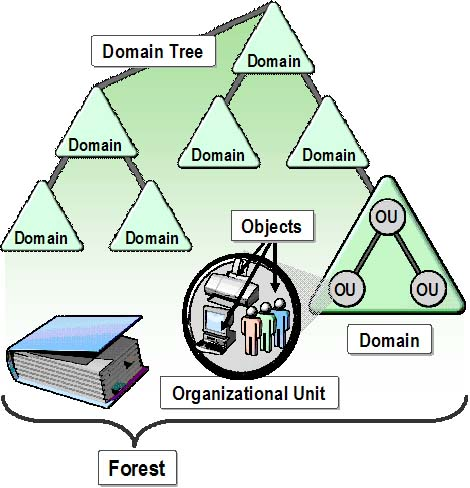 Domain Tree
Domain
Domain
Domain
Domain
Domain
Domain
OU
OU
OU
Objects
Domain
Organizational Unit
Forest